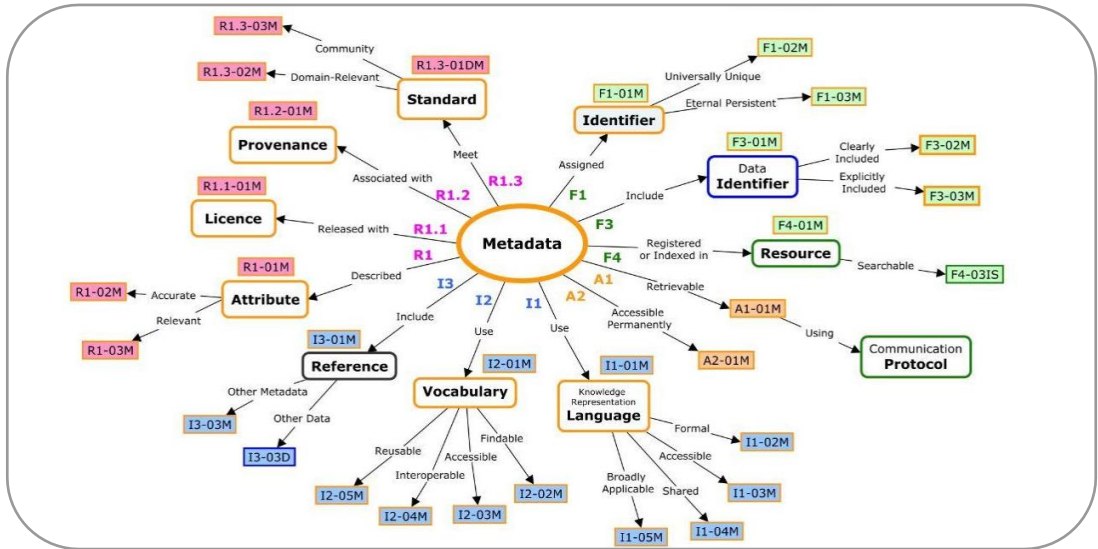 R1.3-03M
Community
R1.3-02M
Domain-Relevant
R1.3-01DM
Standard
R1.2-01M
Provenance
Meet
Associated with
R1.3
R1.2
R1.1-01M
Licence
Released with
R1.1
R1
R1-01M
Attribute
Described
R1-02M
Accurate
Relevant
R1-03M
F1-02M
Universally Unique
F1-01M
Identifier
Eternal Persistent
F1-03M
Assigned
F1
F3-01M
Data
Identifier
Include
F3
Clearly
Included
F3-02M
Explicitly
Included
F3-03M
Metadata
F4-01M
Resource
Registered
or Indexed in
F4
Searchable
F4-03IS
A1
Retrievable
A1-01M
Using
Communication
Protocol
A2
Accessible
Permanently
A2-01M
I3
Include
I3-01M
Reference
Other Metadata
I3-03M
Other Data
I3-03D
I2
Use
I2-01M
Vocabulary
Reusable
I2-05M
Interoperable
I2-04M
Accessible
I2-03M
Findable
I2-02M
I1
Use
I1-01M
Knowledge
Representation
Language
Formal
I1-02M
Accessible
I1-03M
Shared
I1-04M
Broadly
Applicable
I1-05M